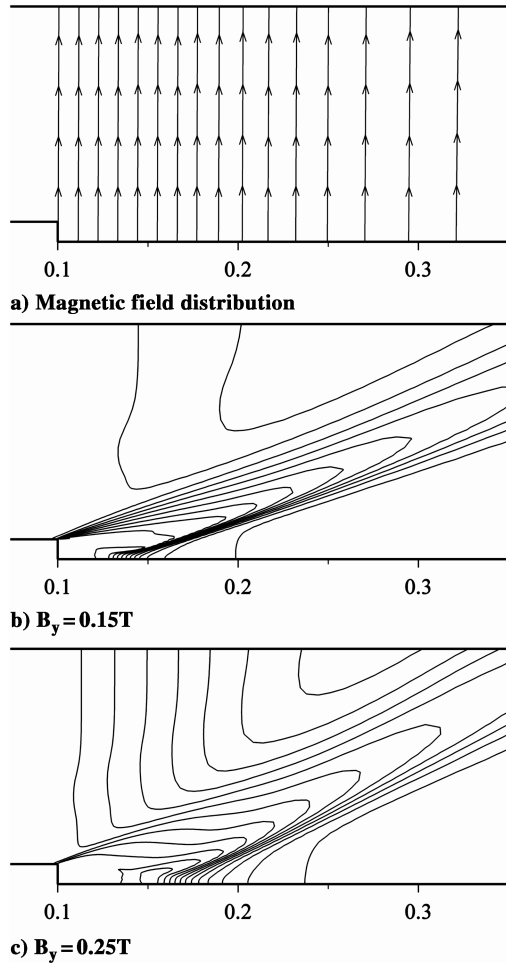 0.1 0.2 0.3
a) Magnetic field distribution
0.1 0.2 0.3
b) By = 0.15T
0.1 0.2 0.3
c) By = 0.25T